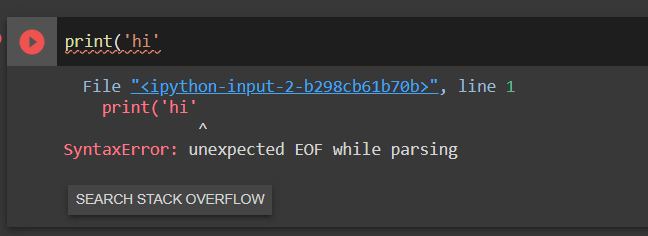 print('hi'
File "<ipython-input-2-b298cb61b70b>", line 1
print('hi'
^
SyntaxError: unexpected EOF while parsing
SEARCH STACK OVERFLOW